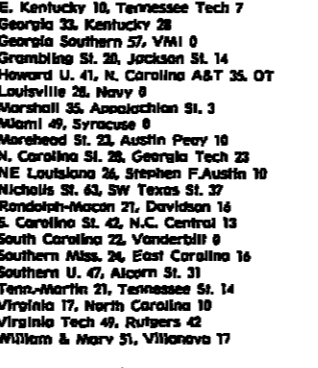 E. Kentucky 10, Tennessee Tech 7
Georgia 33, Kentucky 28
Georgia Southern 57, VMI 0
Grambling St. 20, Jackson St. 14
Howard U. 41, N. Carolina A&T 35, OT
Louisville 28, Navy 0
Marshall 35, Appalachian St. 3
Miami 49, Syracuse 0
Morehead St. 23, Austin Peay 10
N. Carolina St. 28, Georgia Tech 23
NE Louisiana 26, Stephen F.Austin 10
Nicholls St. 63, SW Texas St. 37
Randolph-Macon 21, Davidson 16
S. Carolina St. 42, N.C. Central 13
South Carolina 22, Vanderbilt 0
Southern Miss. 24, East Carolina 16
Southern U. 47, Alcorn St. 31
Tenn.-Martin 21, Tennessee St. 14
Virginia 17, North Carolina 10
Virginia Tech 49, Rutgers 42
William & Mary 51, Villanova 17